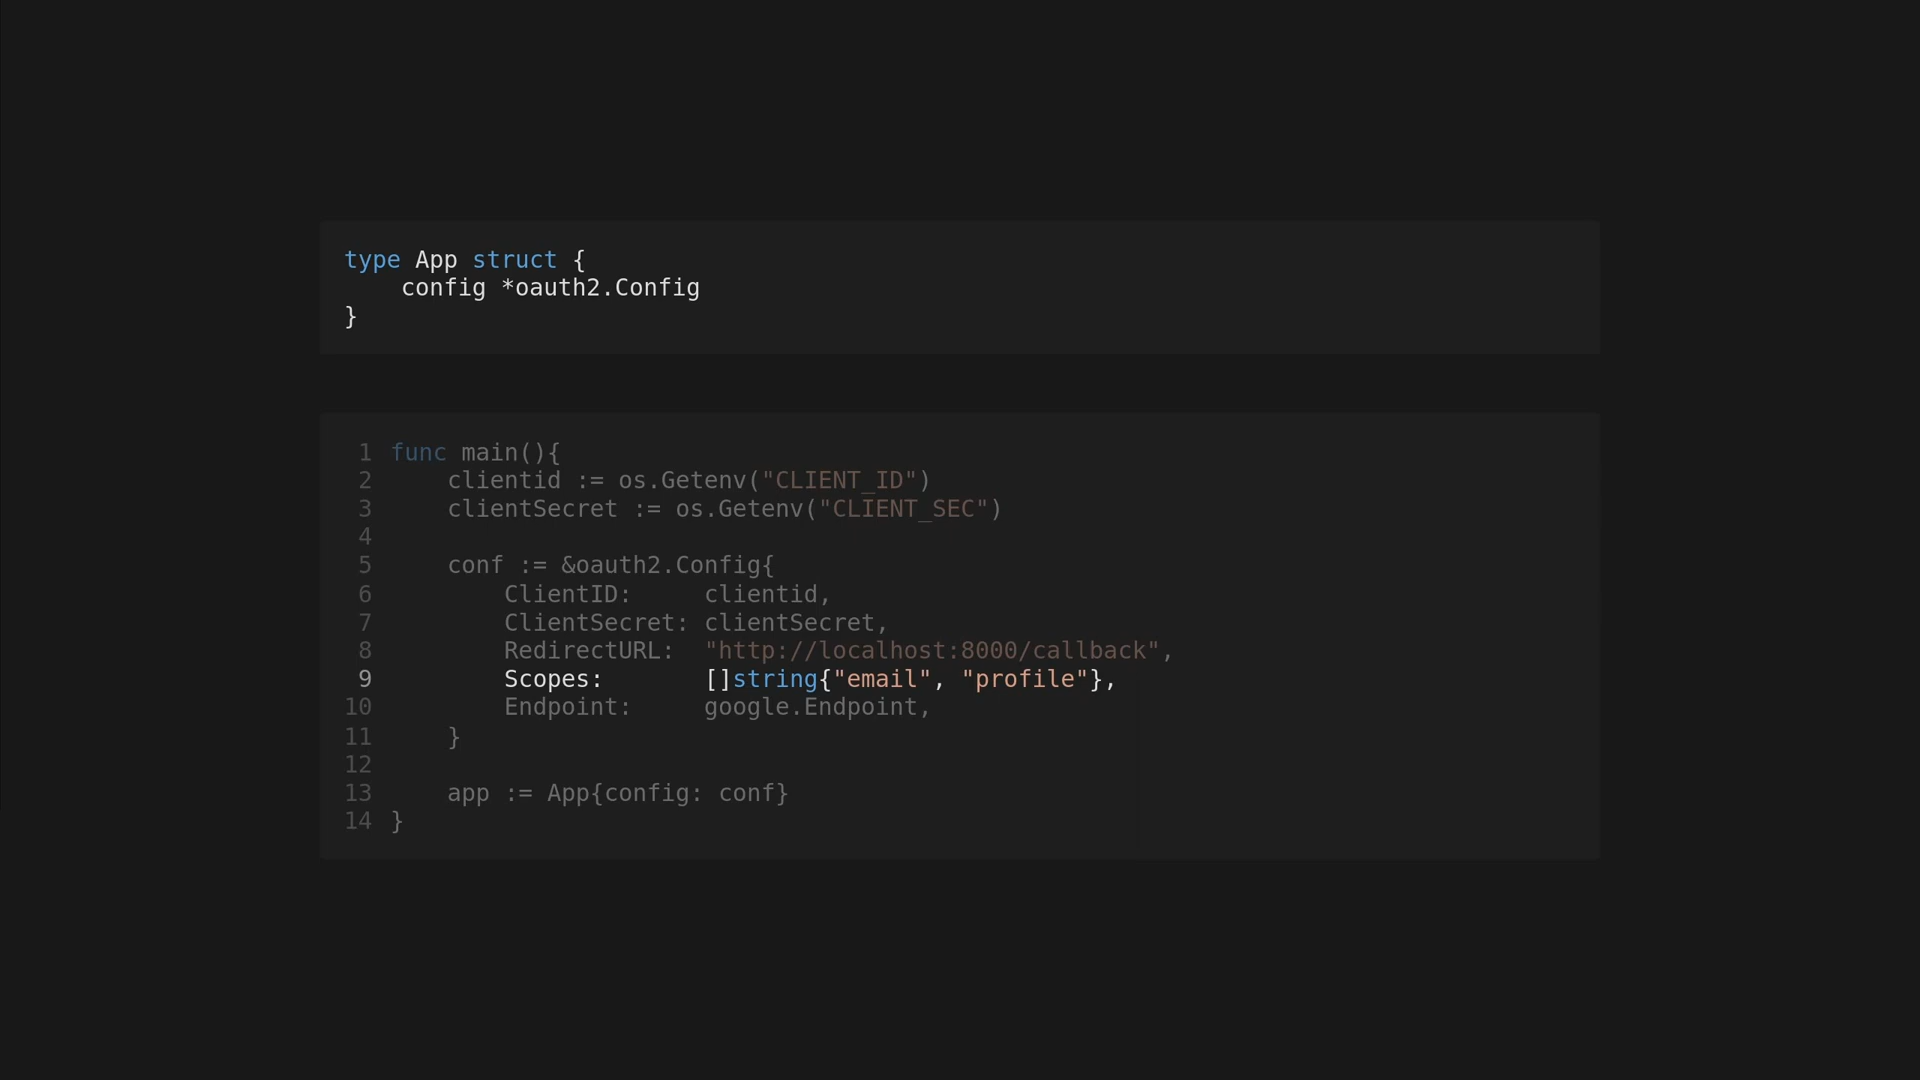 type App struct {
    config *oauth2.Config
}
1 func main(){
2     clientid := os.Getenv("CLIENT_ID")
3     clientSecret := os.Getenv("CLIENT_SEC")
4
5     conf := &oauth2.Config{
6         ClientID:     clientid,
7         ClientSecret: clientSecret,
8         RedirectURL:  "http://localhost:8000/callback",
9         Scopes:       []string{"email", "profile"},
10         Endpoint:     google.Endpoint,
11     }
12
13     app := App{config: conf}
14 }